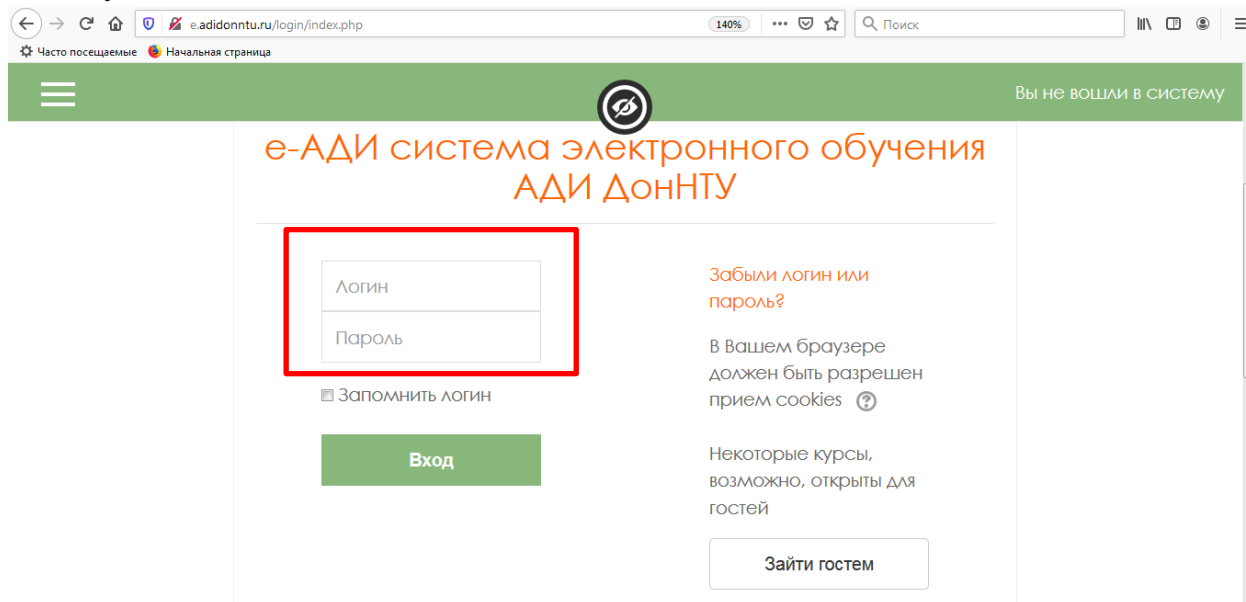 e.adidonntu.ru/login/index.php
140%
Поиск
Часто посещаемые
Начальная страница
Вы не вошли в систему
е-АДИ система электронного обучения
АДИ ДонНТУ
Логин
Пароль
Запомнить логин
Вход
Забыли логин или
пароль?
В Вашем браузере
должен быть разрешен
прием cookies
Некоторые курсы,
возможно, открыты для
гостей
Зайти гостем